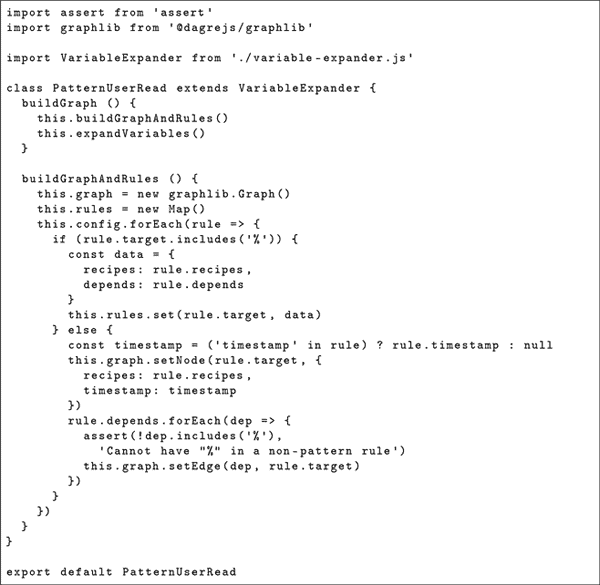 import assert from 'assert'
import graphlib from '@dagrejs/graphlib'

import VariableExpander from './variable-expander.js'

class PatternUserRead extends VariableExpander {
  buildGraph () {
    this.buildGraphAndRules()
    this.expandVariables()
  }

  buildGraphAndRules () {
    this.graph = new graphlib.Graph()
    this.rules = new Map()
    this.config.forEach(rule => {
      if (rule.target.includes('%')) {
        const data = {
          recipes: rule.recipes,
          depends: rule.depends
        }
        this.rules.set(rule.target, data)
      } else {
        const timestamp = ('timestamp' in rule) ? rule.timestamp : null
        this.graph.setNode(rule.target, {
          recipes: rule.recipes,
          timestamp: timestamp
        })
        rule.depends.forEach(dep => {
          assert(!dep.includes('%'),
            'Cannot have "%" in a non-pattern rule')
          this.graph.setEdge(dep, rule.target)
        })
      }
    })
  }
}

export default PatternUserRead